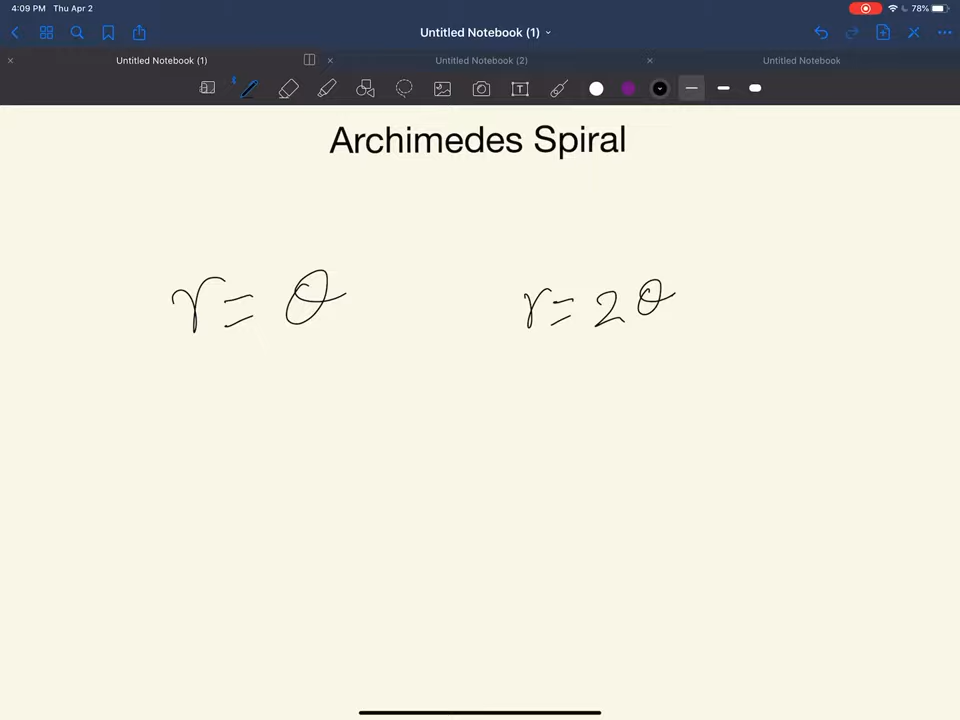 4:09 PM Thu Apr 2 78%
Untitled Notebook (1)
Untitled Notebook (1) Untitled Notebook (2) Untitled Notebook
Archimedes Spiral
r = θ r = 2θ